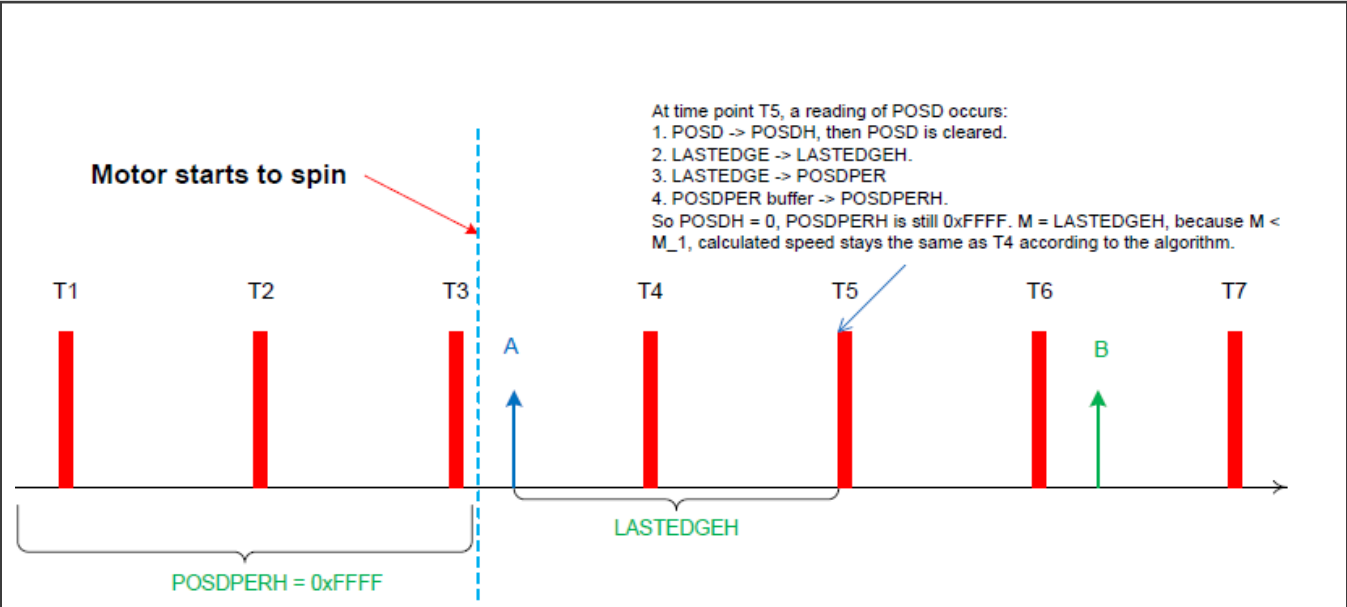 At time point T5, a reading of POSD occurs:
1. POSD -> POSDH, then POSD is cleared.
2. LASTEDGE -> LASTEDGEH.
3. LASTEDGE -> POSDPER
4. POSDPER buffer -> POSDPERH.
So POSDH = 0, POSDPERH is still 0xFFFF. M = LASTEDGEH, because M <
M_1, calculated speed stays the same as T4 according to the algorithm.
Motor starts to spin
T1 T2 T3 T4 T5 T6 T7
A B
LASTEDGEH
POSDPERH = 0xFFFF